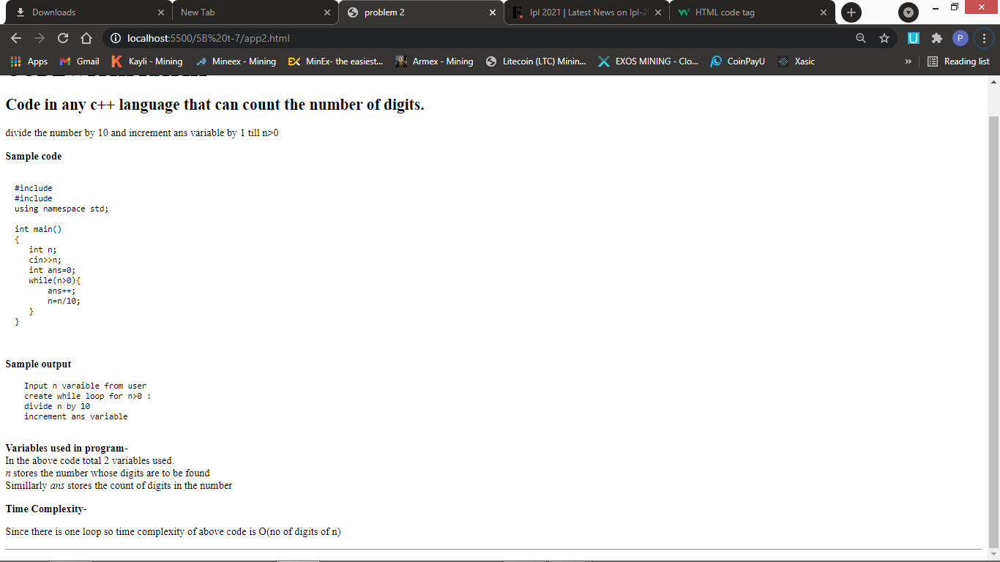 Downloads
New Tab
problem 2
Ipl 2021 | Latest News on Ipl-2
HTML code tag
localhost:5500/5B%20t-7/app2.html
Apps
Gmail
Kayli - Mining
Mineex - Mining
MinEx- the easiest...
Armex - Mining
Litecoin (LTC) Minin...
EXOS MINING - Clo...
CoinPayU
Xasic
»
Reading list
Code in any c++ language that can count the number of digits.
divide the number by 10 and increment ans variable by 1 till n>0
Sample code
#include
#include
using namespace std;
int main()
{
int n;
cin>>n;
int ans=0;
while(n>0){
ans++;
n=n/10;
}
}
Sample output
Input n varaible from user
create while loop for n>0 :
divide n by 10
increment ans variable
Variables used in program-
In the above code total 2 variables used.
n stores the number whose digits are to be found
Simillarly ans stores the count of digits in the number
Time Complexity-
Since there is one loop so time complexity of above code is O(no of digits of n)